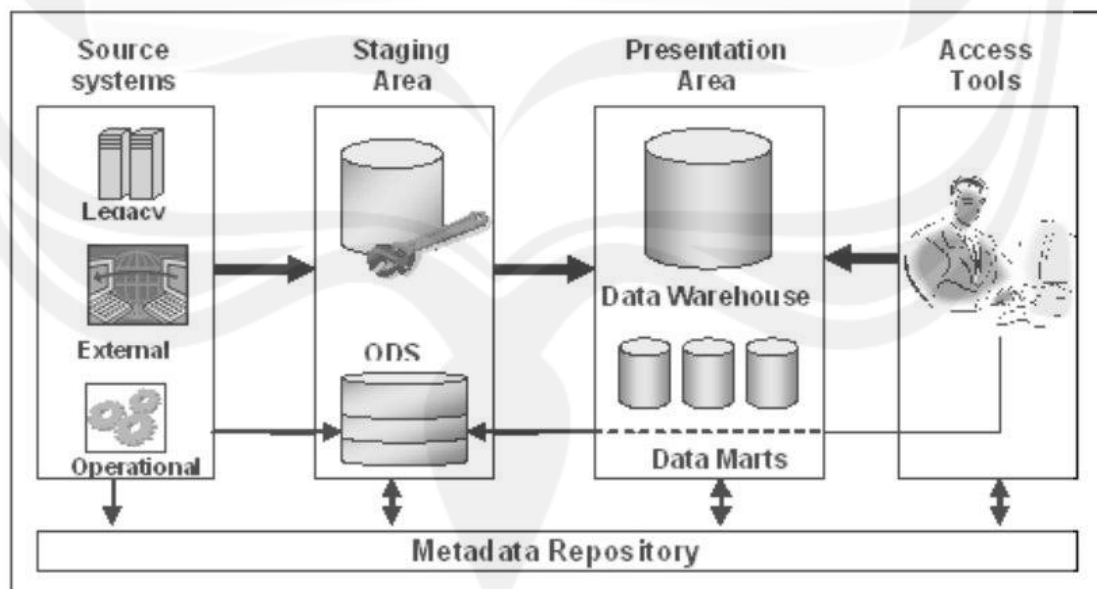 Source
systems
Staging
Area
Presentation
Area
Access
Tools
Legacy
External
Operational
ODS
Data Warehouse
Data Marts
Metadata Repository